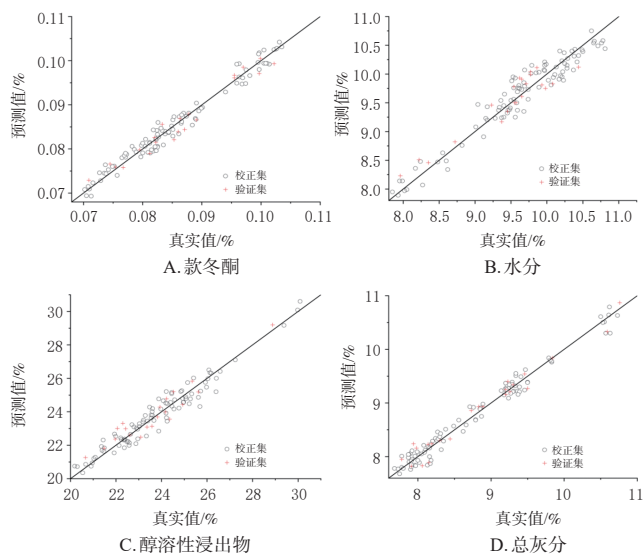 0.11
0.10
0.09
0.08
0.07
预测值/%
校正集
验证集
0.07 0.08 0.09 0.10 0.11
真实值/%
A.款冬酮
11.0
10.5
10.0
9.5
9.0
8.5
8.0
预测值/%
校正集
验证集
8.0 8.5 9.0 9.5 10.0 10.5 11.0
真实值/%
B.水分
30
28
26
24
22
20
预测值/%
校正集
验证集
20 22 24 26 28 30
真实值/%
C.醇溶性浸出物
11
10
9
8
预测值/%
校正集
验证集
8 9 10 11
真实值/%
D.总灰分